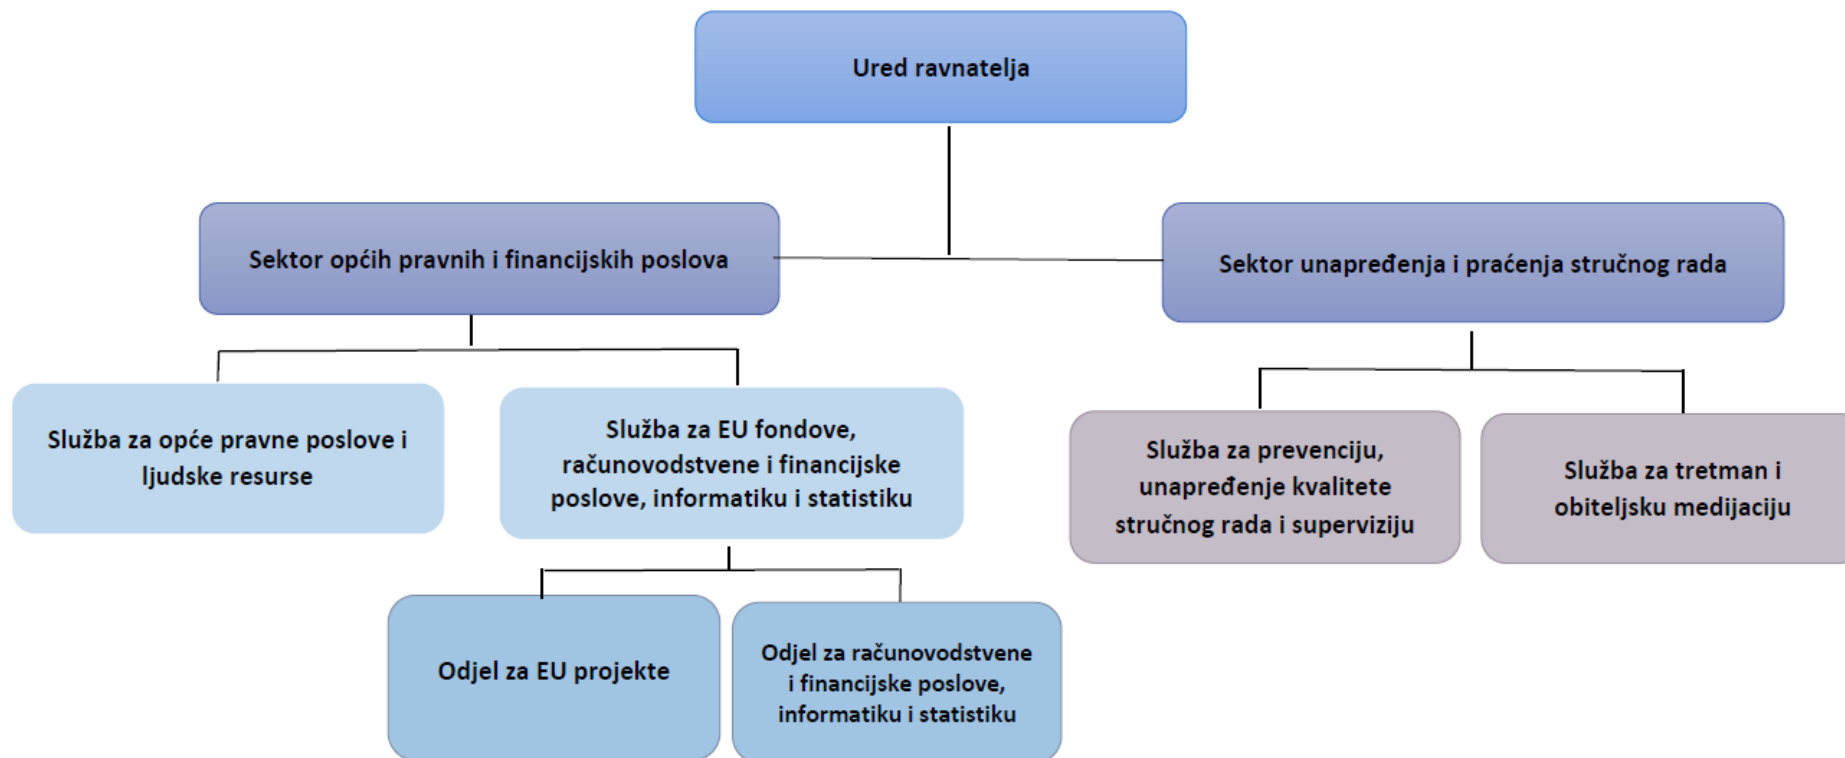 Ured ravnatelja
Sektor općih pravnih i financijskih poslova
Sektor unapređenja i praćenja stručnog rada
Služba za opće pravne poslove i
ljudske resurse
Služba za EU fondove,
računovodstvene i financijske
poslove, informatiku i statistiku
Služba za prevenciju,
unapređenje kvalitete
stručnog rada i superviziju
Služba za tretman i
obiteljsku medijaciju
Odjel za EU projekte
Odjel za računovodstvene
i financijske poslove,
informatiku i statistiku